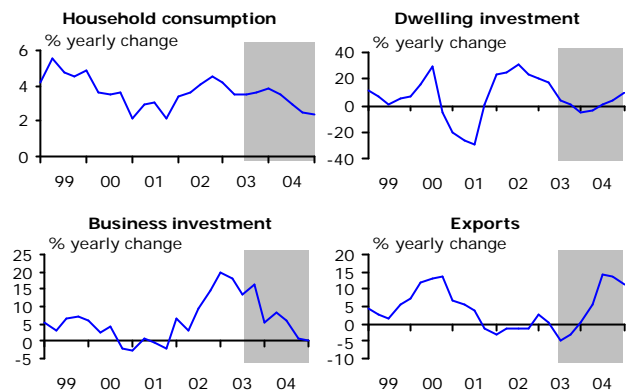 Household consumption
% yearly change
6
4
2
0
99 00 01 02 03 04
Dwelling investment
% yearly change
40
20
0
-20
-40
99 00 01 02 03 04
Business investment
% yearly change
25
20
15
10
5
0
-5
99 00 01 02 03 04
Exports
% yearly change
20
15
10
5
0
-5
-10
99 00 01 02 03 04